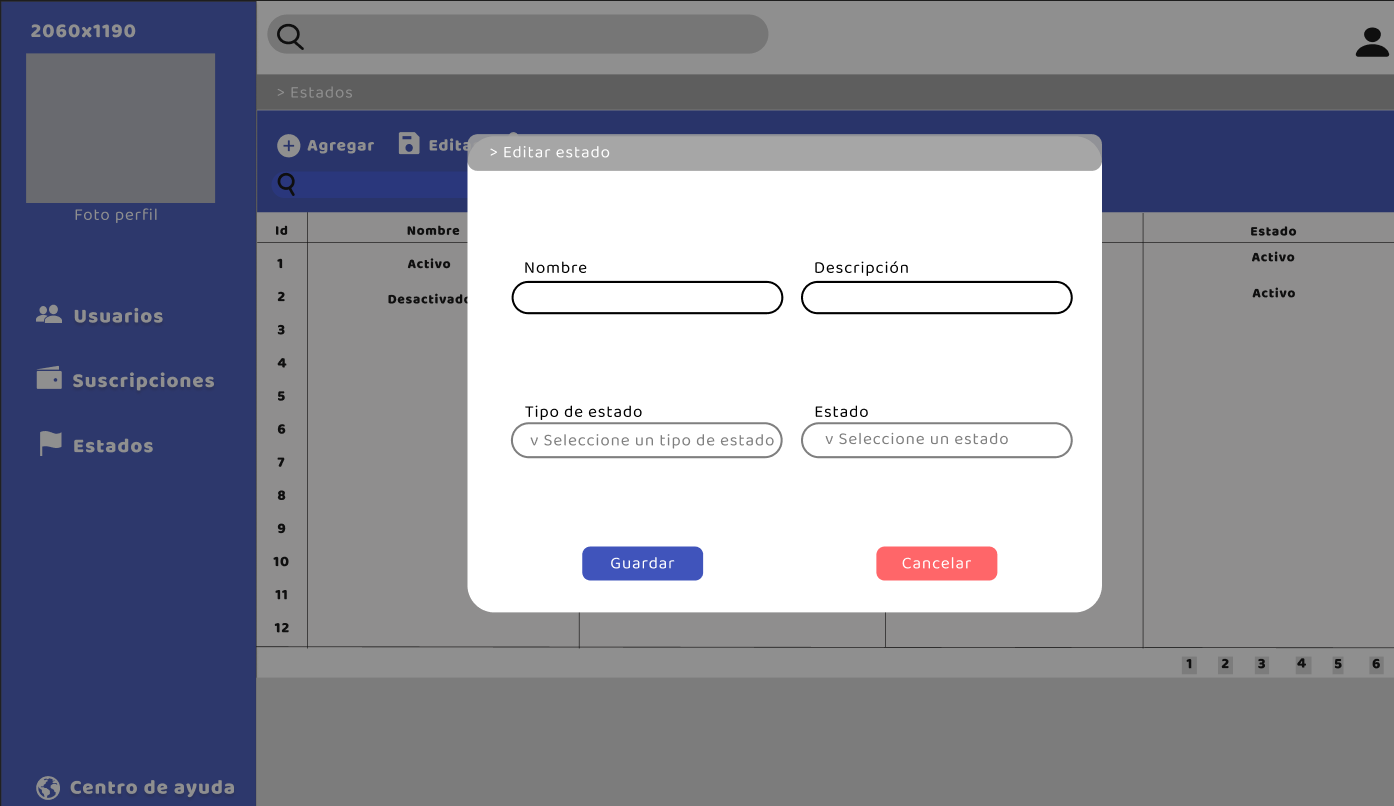 2060x1190
Foto perfil
Usuarios
Suscripciones
Estados
Centro de ayuda
> Estados
Agregar
> Editar estado
Nombre
Descripción
Tipo de estado
Estado
v Seleccione un tipo de estado
v Seleccione un estado
Guardar
Cancelar
Id Nombre Estado
1 Activo Activo
2 Desactivado Activo
3
4
5
6
7
8
9
10
11
12
1 2 3 4 5 6